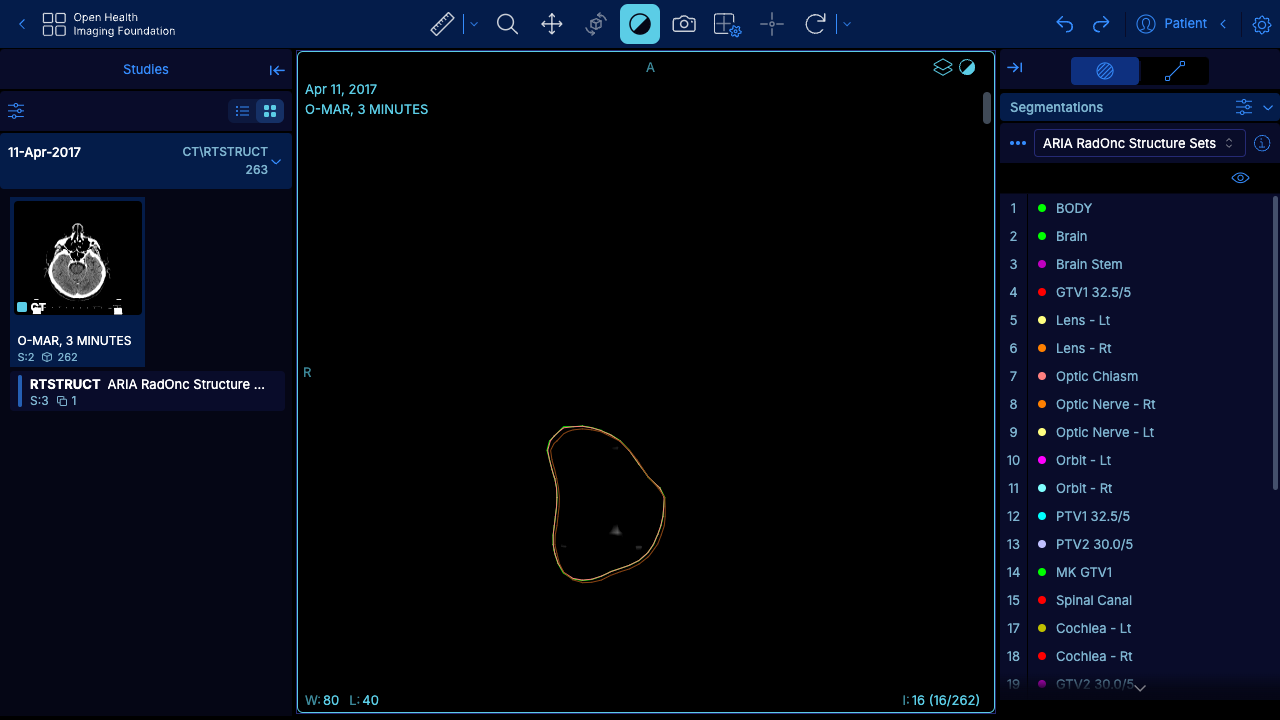 Open Health
Imaging Foundation
Patient
Studies
11-Apr-2017
CT\RTSTRUCT
263
CT
O-MAR, 3 MINUTES
S:2 262
RTSTRUCT ARIA RadOnc Structure ...
S:3 1
A
Apr 11, 2017
O-MAR, 3 MINUTES
R
W: 80 L: 40
I: 16 (16/262)
Segmentations
ARIA RadOnc Structure Sets
1 BODY
2 Brain
3 Brain Stem
4 GTV1 32.5/5
5 Lens - Lt
6 Lens - Rt
7 Optic Chiasm
8 Optic Nerve - Rt
9 Optic Nerve - Lt
10 Orbit - Lt
11 Orbit - Rt
12 PTV1 32.5/5
13 PTV2 30.0/5
14 MK GTV1
15 Spinal Canal
17 Cochlea - Lt
18 Cochlea - Rt
19 GTV2 30.0/5